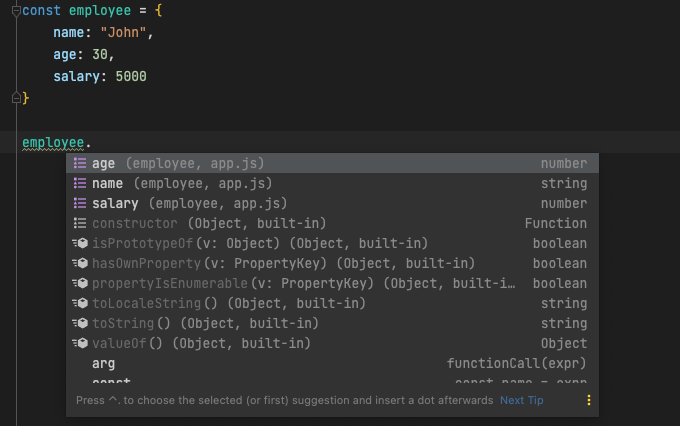 const employee = {
name: "John",
age: 30,
salary: 5000
}
employee.
age (employee, app.js) number
name (employee, app.js) string
salary (employee, app.js) number
constructor (Object, built-in) Function
isPrototypeOf(v: Object) (Object, built-in) boolean
hasOwnProperty(v: PropertyKey) (Object, built-in) boolean
propertyIsEnumerable(v: PropertyKey) (Object, built-i… boolean
toLocaleString() (Object, built-in) string
toString() (Object, built-in) string
valueOf() (Object, built-in) Object
arg functionCall(expr)
const const name = expr
Press ^. to choose the selected (or first) suggestion and insert a dot afterwards Next Tip